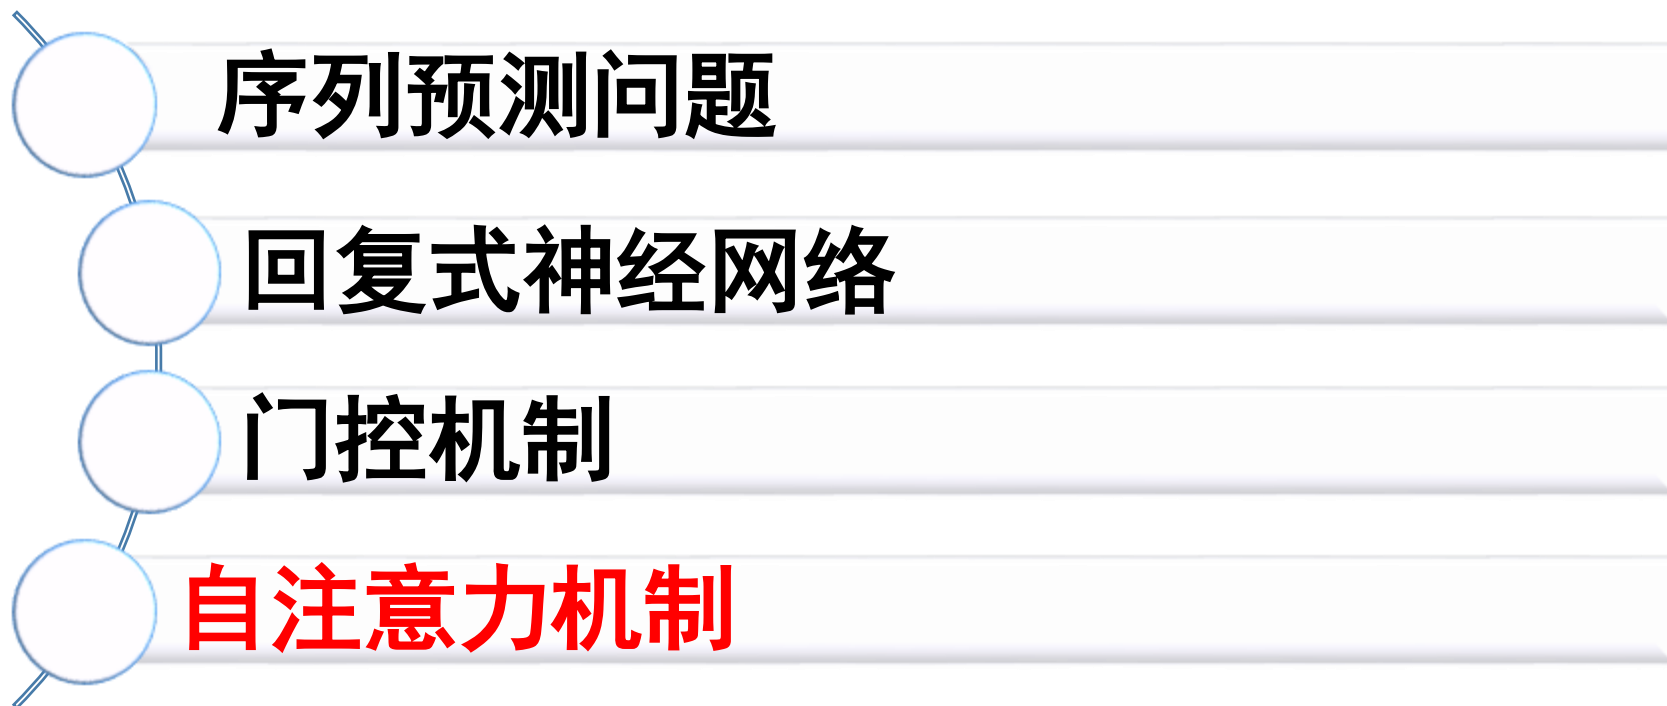 序列预测问题
回复式神经网络
门控机制
自注意力机制